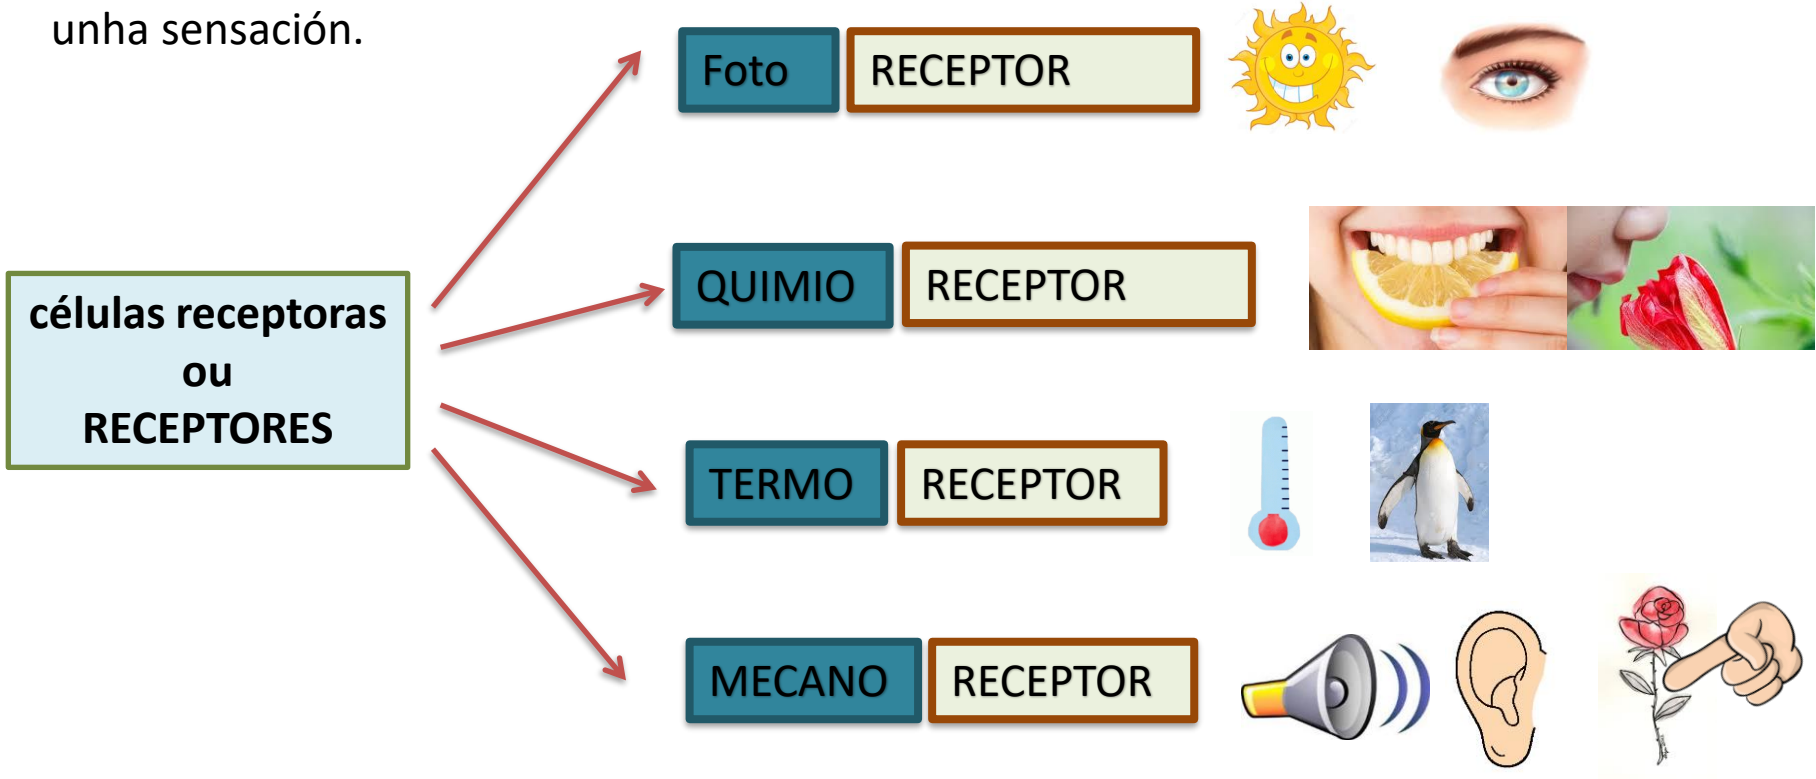 unha sensación.
Foto RECEPTOR
QUIMIO RECEPTOR
células receptoras
ou
RECEPTORES
TERMO RECEPTOR
MECANO RECEPTOR